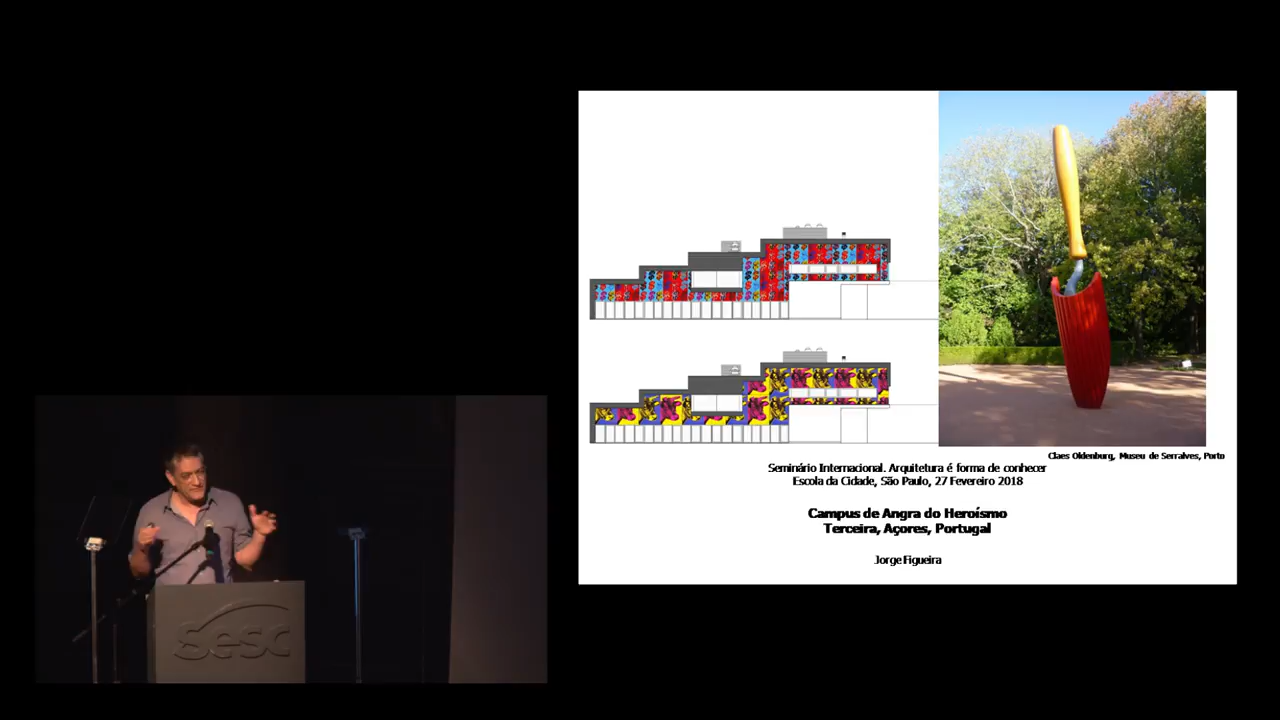 Claes Oldenburg, Museu de Serralves, Porto
Seminário Internacional. Arquitetura é forma de conhecer
Escola da Cidade, São Paulo, 27 Fevereiro 2018
Campus de Angra do Heroísmo
Terceira, Açores, Portugal
Jorge Figueira
sesc